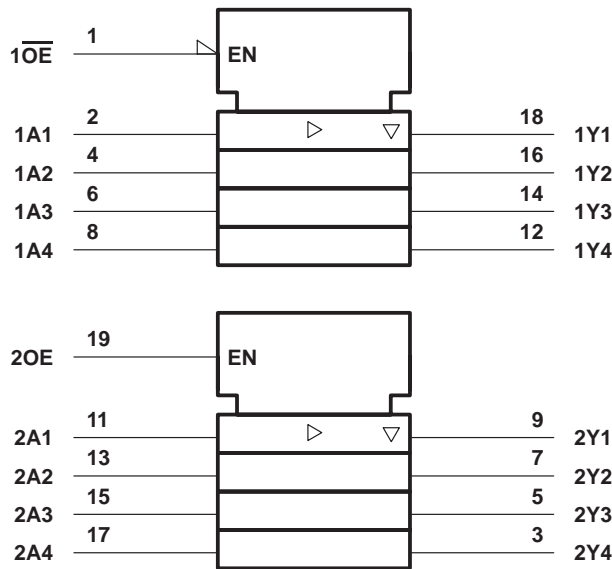 1O̅E̅ 1 EN
1A1 2 18 1Y1
1A2 4 16 1Y2
1A3 6 14 1Y3
1A4 8 12 1Y4
2OE 19 EN
2A1 11 9 2Y1
2A2 13 7 2Y2
2A3 15 5 2Y3
2A4 17 3 2Y4